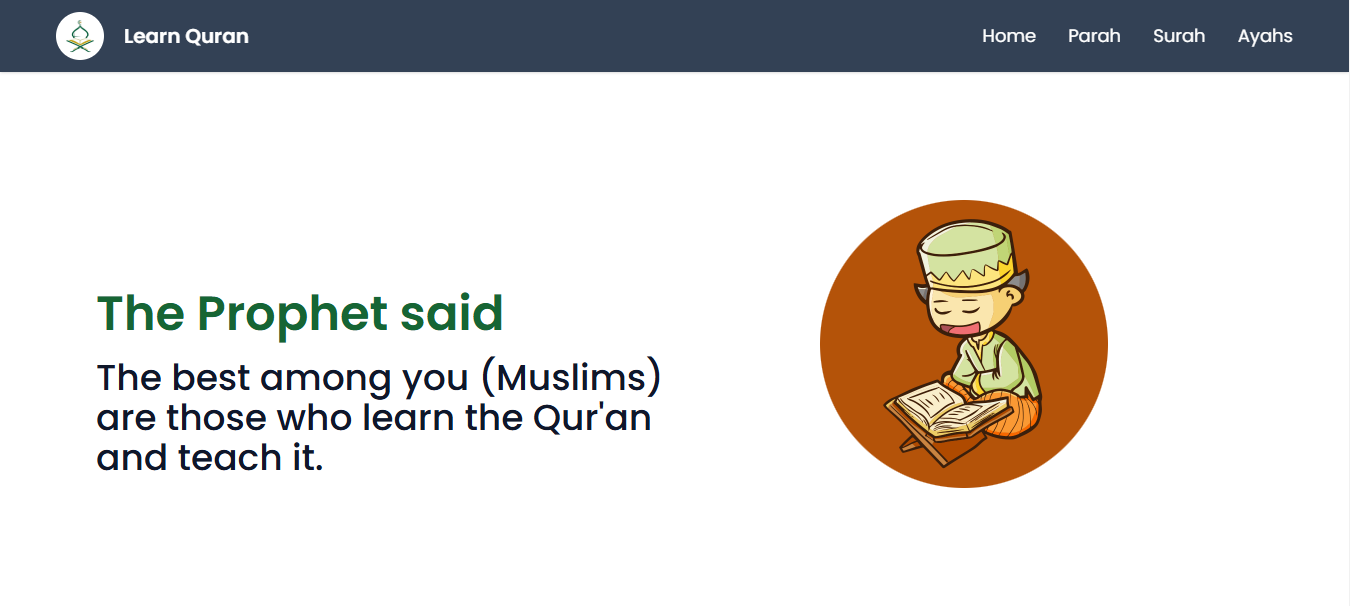 Learn Quran
Home Parah Surah Ayahs
The Prophet said
The best among you (Muslims)
are those who learn the Qur'an
and teach it.